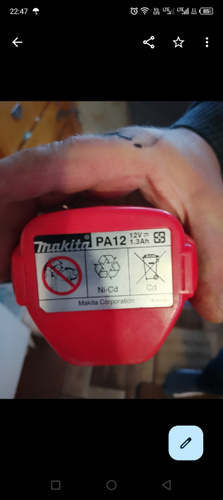 22:47
makita PA12 12V⎓ 1.3Ah
Ni-Cd Cd
Makita Corporation